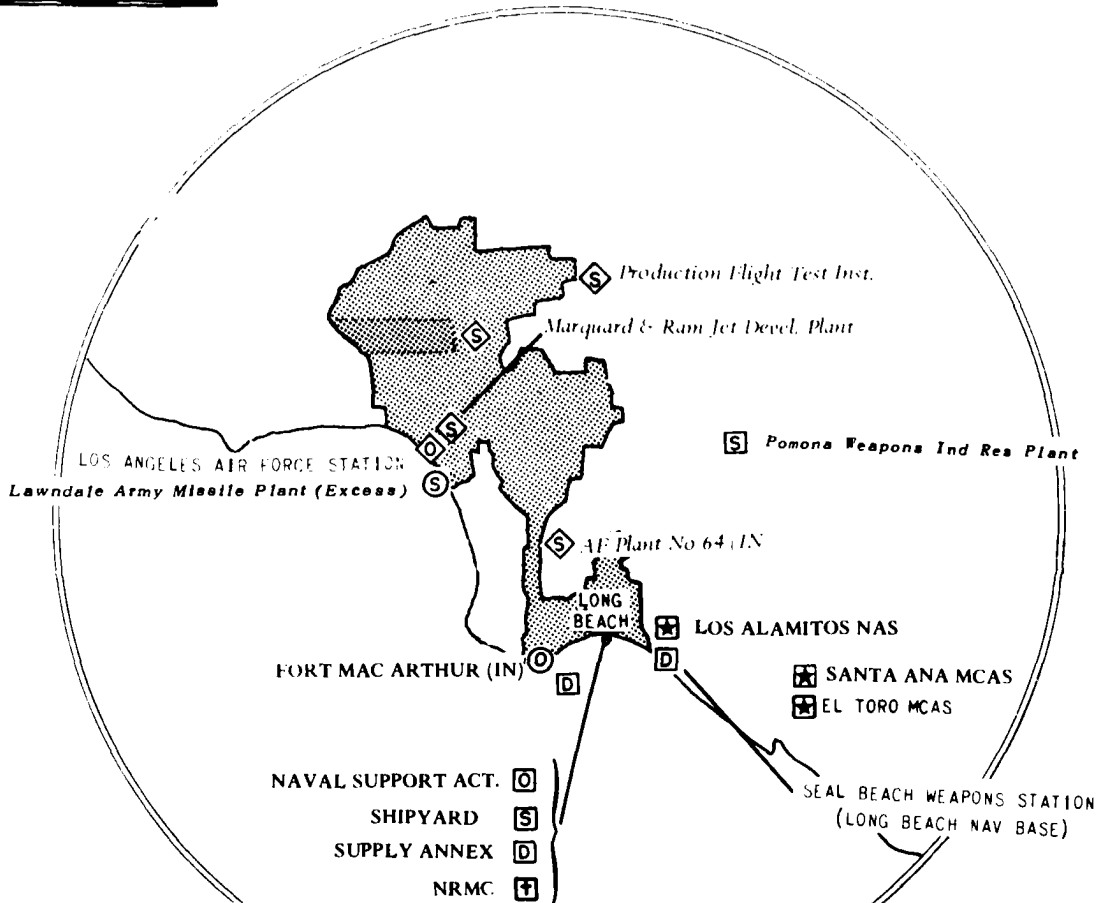 S Production Flight Test Inst.
S
Marquard & Ram Jet Devel. Plant
S
O
LOS ANGELES AIR FORCE STATION
S Pomona Weapons Ind Res Plant
Lawndale Army Missile Plant (Excess) S
S AF Plant No 64 (IN
LONG
BEACH
LOS ALAMITOS NAS
FORT MAC ARTHUR (IN) O
D
D
SANTA ANA MCAS
EL TORO MCAS
NAVAL SUPPORT ACT. O
SHIPYARD S
SUPPLY ANNEX D
NRMC
SEAL BEACH WEAPONS STATION
(LONG BEACH NAV BASE)